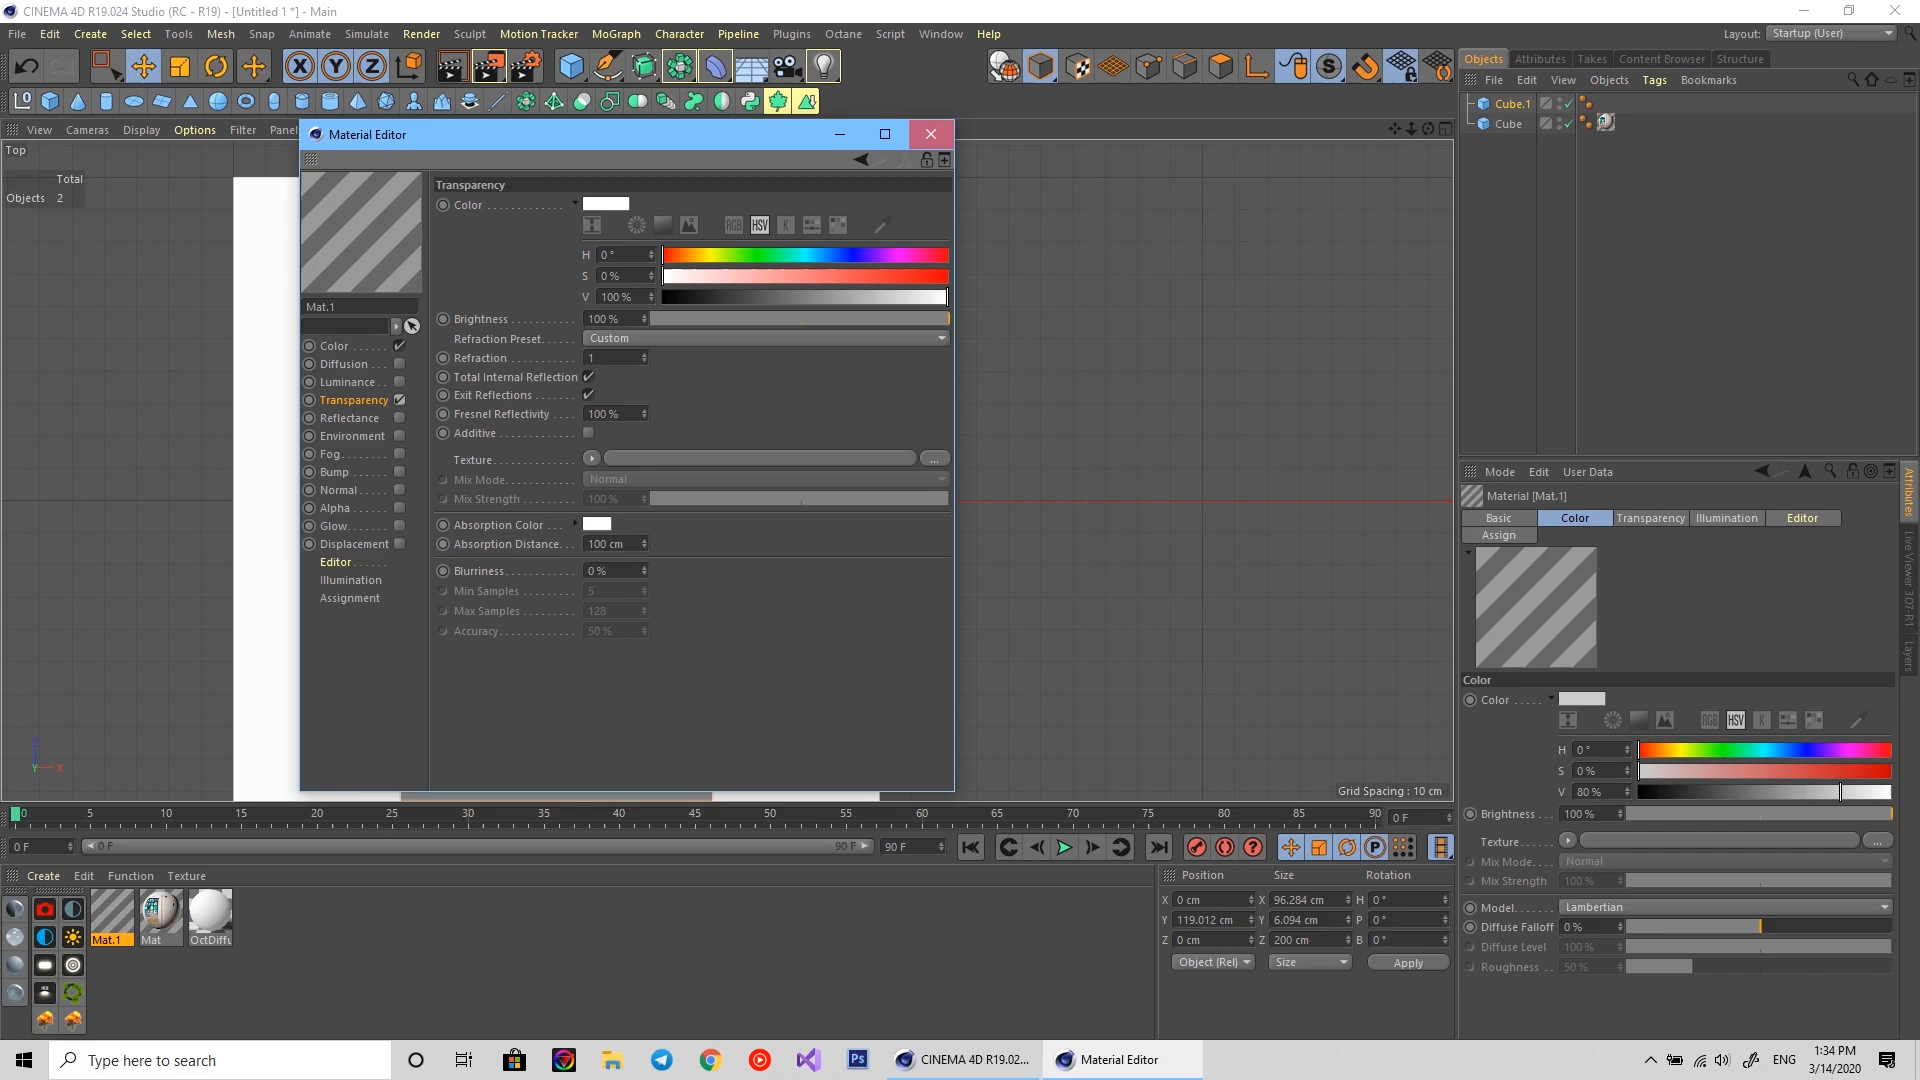 CINEMA 4D R19.024 Studio (RC - R19) - [Untitled 1 *] - Main
File Edit Create Select Tools Mesh Snap Animate Simulate Render Sculpt Motion Tracker MoGraph Character Pipeline Plugins Octane Script Window Help
Layout: Startup (User)
Objects Attributes Takes Content Browser Structure
File Edit View Objects Tags Bookmarks
Cube.1
Cube
View Cameras Display Options Filter Panel
Top
Total
Objects 2
Material Editor
Mat.1
Color
Diffusion
Luminance
Transparency
Reflectance
Environment
Fog
Bump
Normal
Alpha
Glow
Displacement
Editor
Illumination
Assignment
Transparency
Color
RGB HSV K
H 0 °
S 0 %
V 100 %
Brightness 100 %
Refraction Preset Custom
Refraction 1
Total Internal Reflection
Exit Reflections
Fresnel Reflectivity 100 %
Additive
Texture ...
Mix Mode Normal
Mix Strength 100 %
Absorption Color
Absorption Distance 100 cm
Blurriness 0 %
Min Samples 5
Max Samples 128
Accuracy 50 %
Grid Spacing : 10 cm
Mode Edit User Data
Attributes
Live Viewer 3.07-R1
Layers
Material [Mat.1]
Basic Color Transparency Illumination Editor
Assign
Color
Color
RGB HSV K
H 0 °
S 0 %
V 80 %
Brightness 100 %
Texture ...
Mix Mode Normal
Mix Strength 100 %
Model Lambertian
Diffuse Falloff 0 %
Diffuse Level 100 %
Roughness 50 %
0 5 10 15 20 25 30 35 40 45 50 55 60 65 70 75 80 85 90 0 F
0 F 0 F 90 F 90 F
Create Edit Function Texture
Mat.1 Mat OctDiffu
Position Size Rotation
X 0 cm X 96.284 cm H 0 °
Y 119.012 cm Y 6.094 cm P 0 °
Z 0 cm Z 200 cm B 0 °
Object (Rel) Size Apply
X Y Z
Type here to search
Ps
CINEMA 4D R19.02...
Material Editor
ENG
1:34 PM
3/14/2020